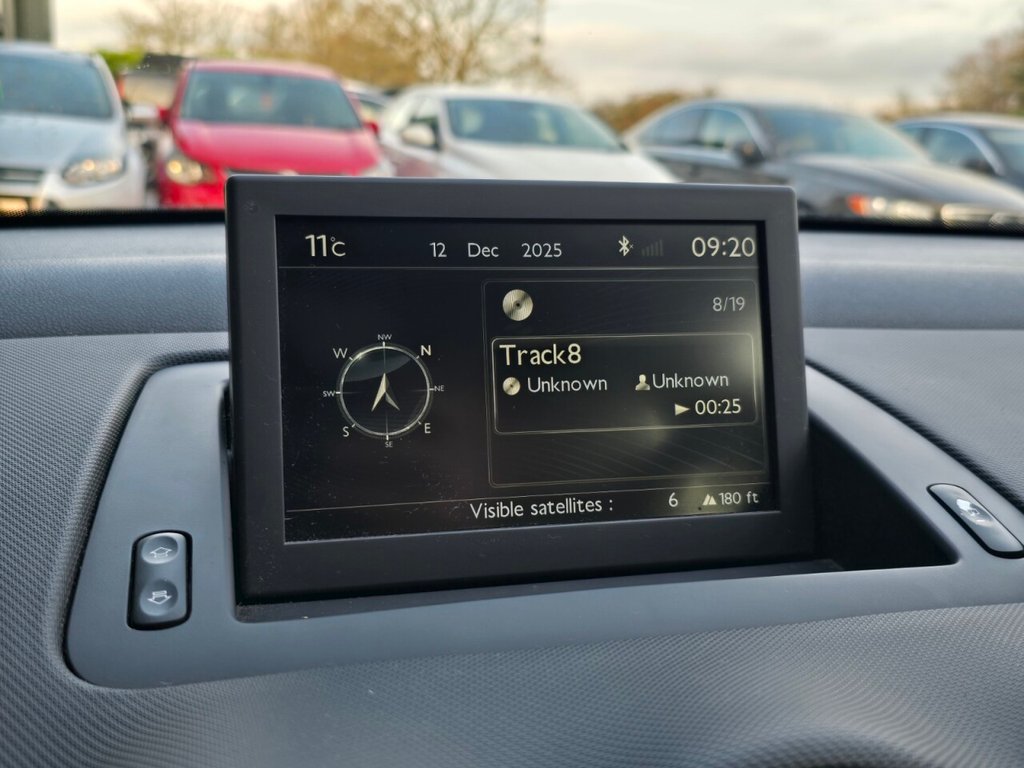 11°C 12 Dec 2025 09:20
8/19
Track8
Unknown Unknown
00:25
NW
W N
SW NE
S E
SE
Visible satellites : 6 180 ft